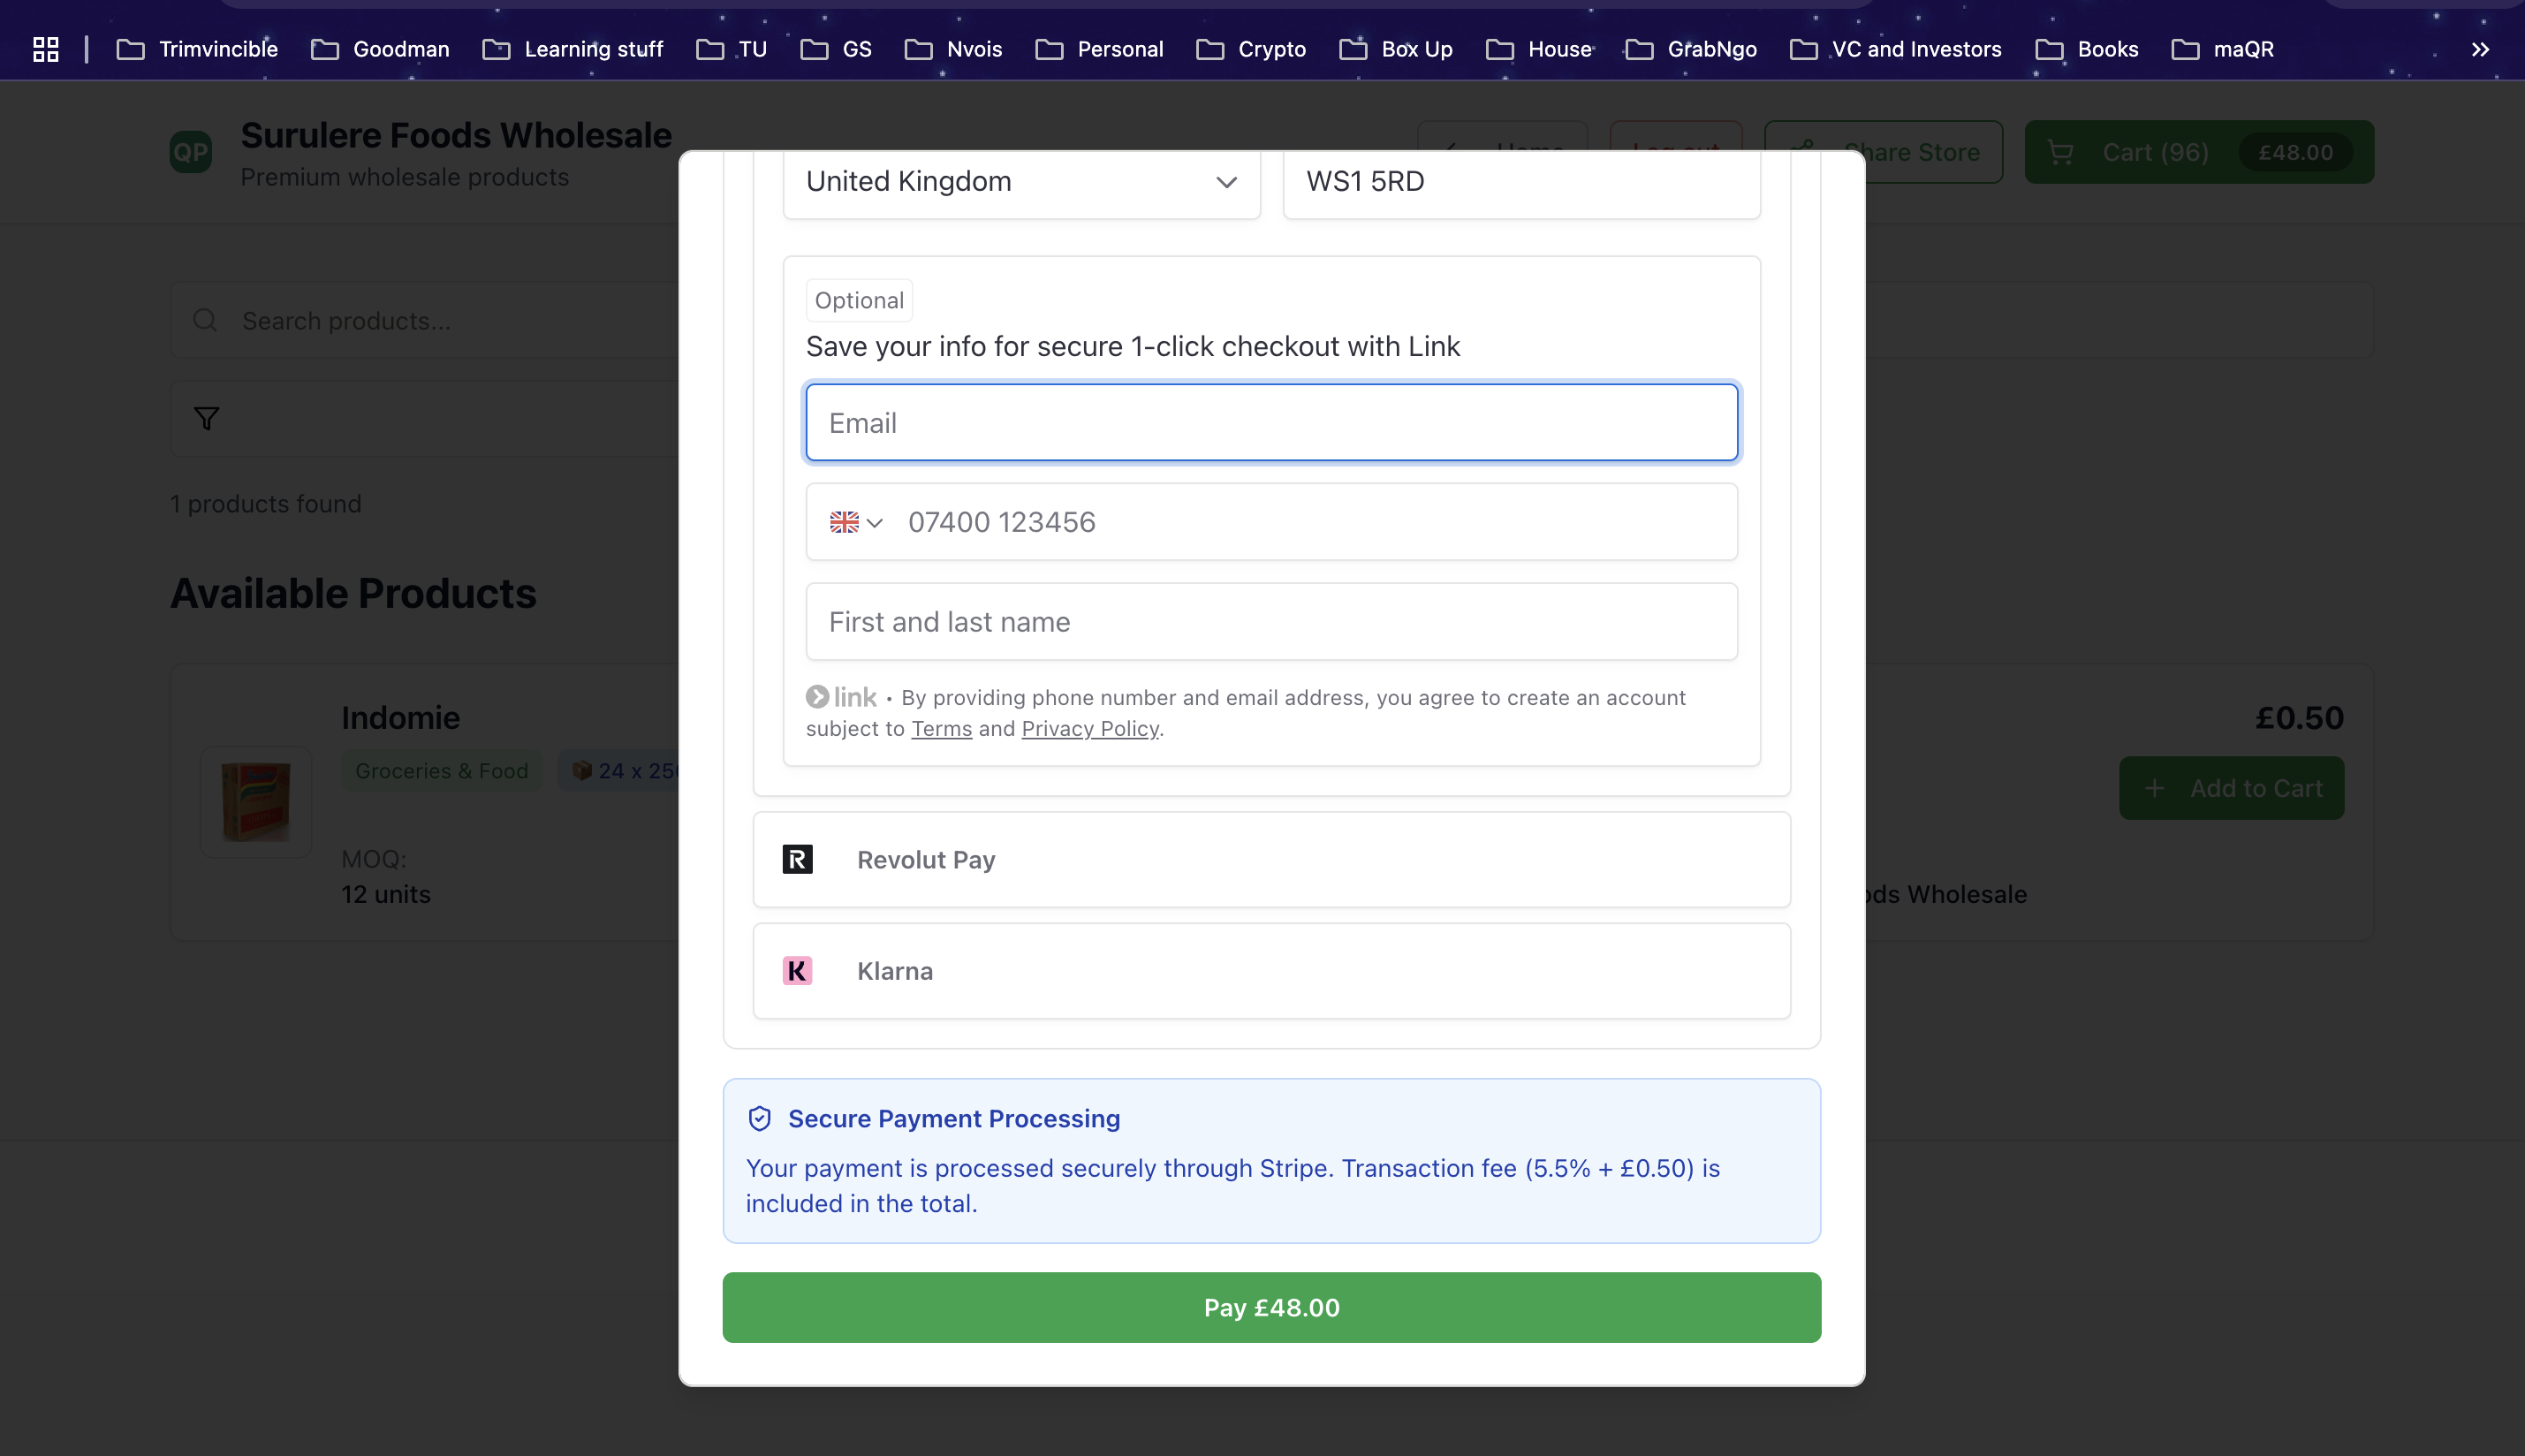 Trimvincible Goodman Learning stuff TU GS Nvois Personal Crypto Box Up House GrabNgo VC and Investors Books maQR
QP
Surulere Foods Wholesale
Premium wholesale products
Share Store
Cart (96) £48.00
Search products...
1 products found
Available Products
Indomie
Groceries & Food
24 x 25
MOQ:
12 units
£0.50
+ Add to Cart
ods Wholesale
United Kingdom
WS1 5RD
Optional
Save your info for secure 1-click checkout with Link
Email
07400 123456
First and last name
link • By providing phone number and email address, you agree to create an account
subject to Terms and Privacy Policy.
Revolut Pay
Klarna
Secure Payment Processing
Your payment is processed securely through Stripe. Transaction fee (5.5% + £0.50) is
included in the total.
Pay £48.00